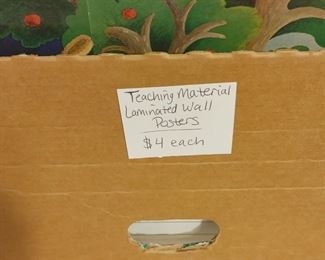 Teaching Material
Laminated Wall
Posters
$4 each